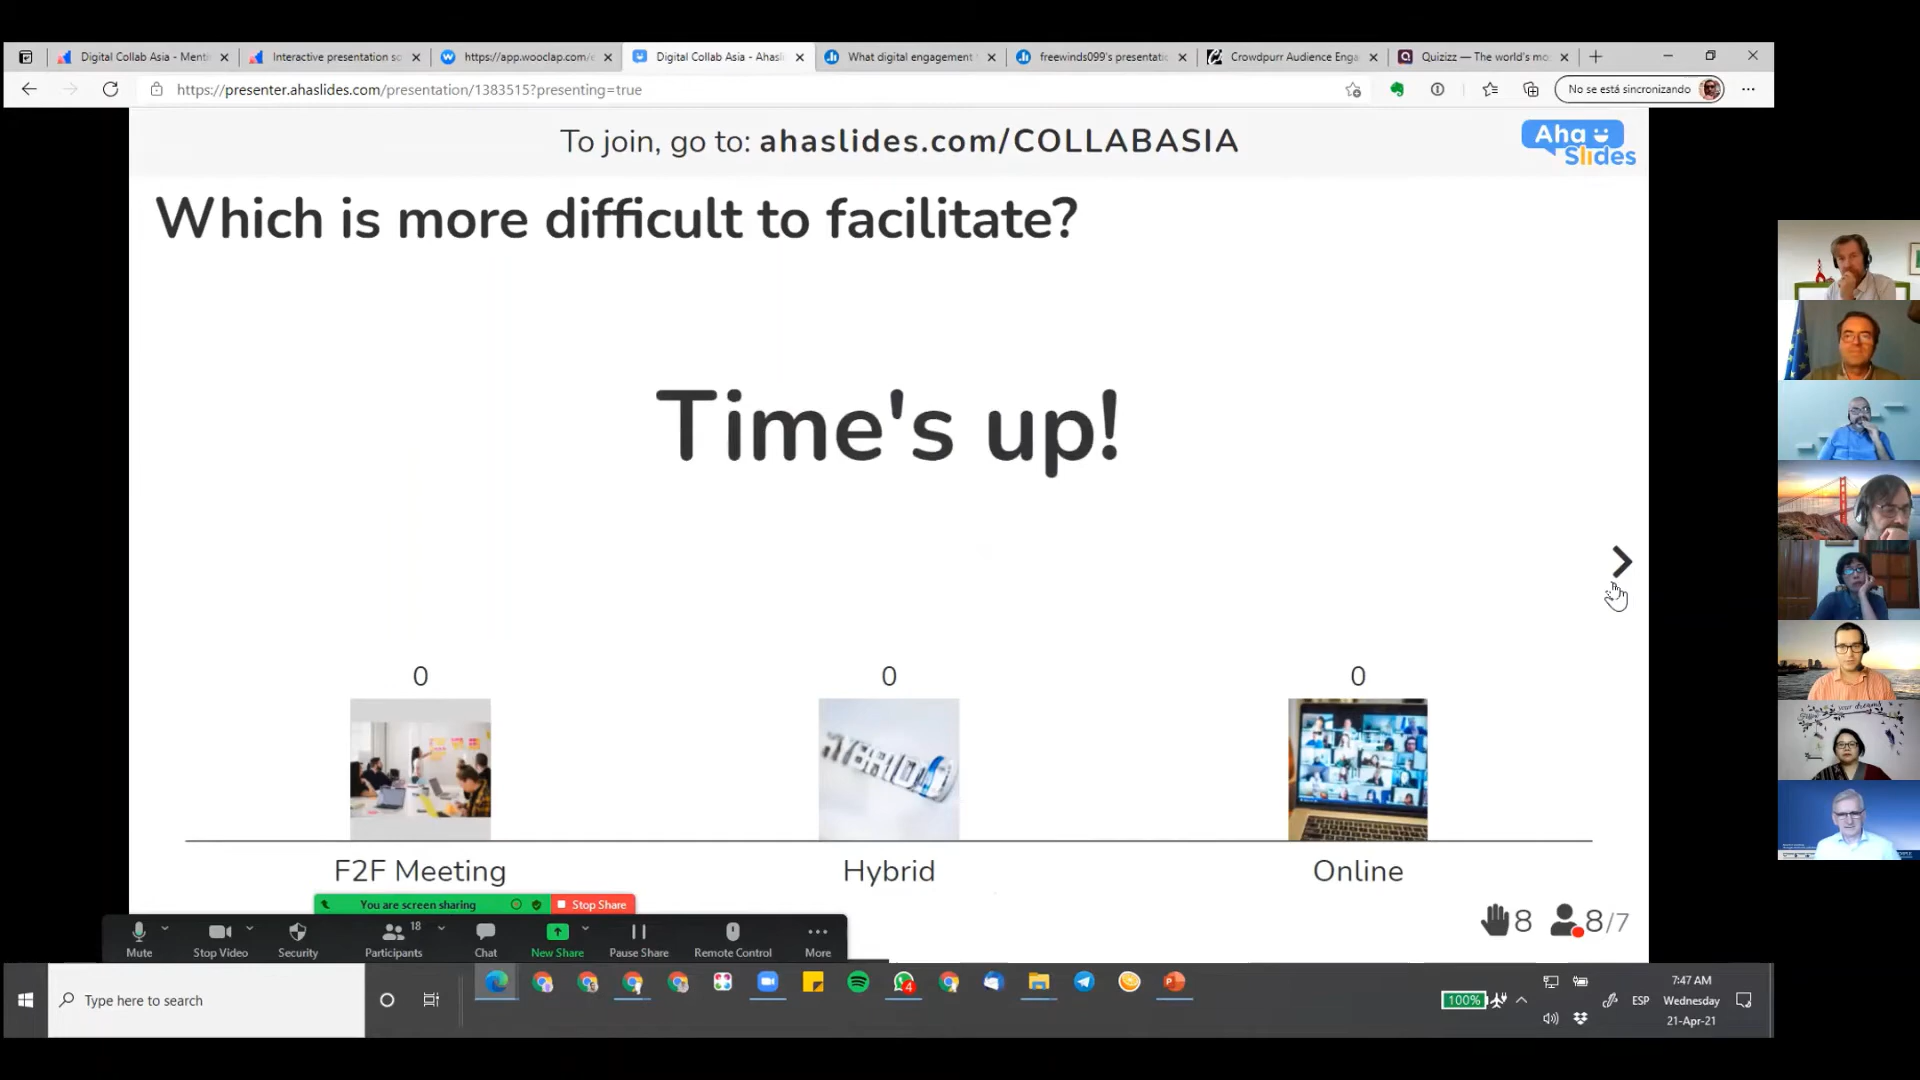 Digital Collab Asia - Menti
Interactive presentation so
https://app.wooclap.com/e
Digital Collab Asia - Ahasli
What digital engagement
freewinds099's presentatio
Crowdpurr Audience Enga
Quizizz — The world's mo
https://presenter.ahaslides.com/presentation/1383515?presenting=true
No se está sincronizando
To join, go to: ahaslides.com/COLLABASIA
Aha
Slides
Which is more difficult to facilitate?
Time's up!
0
0
0
HYBRID
F2F Meeting
Hybrid
Online
You are screen sharing
Stop Share
8
8/7
18
Mute
Stop Video
Security
Participants
Chat
New Share
Pause Share
Remote Control
More
Type here to search
4
100%
ESP
7:47 AM
Wednesday
21-Apr-21
your dreams